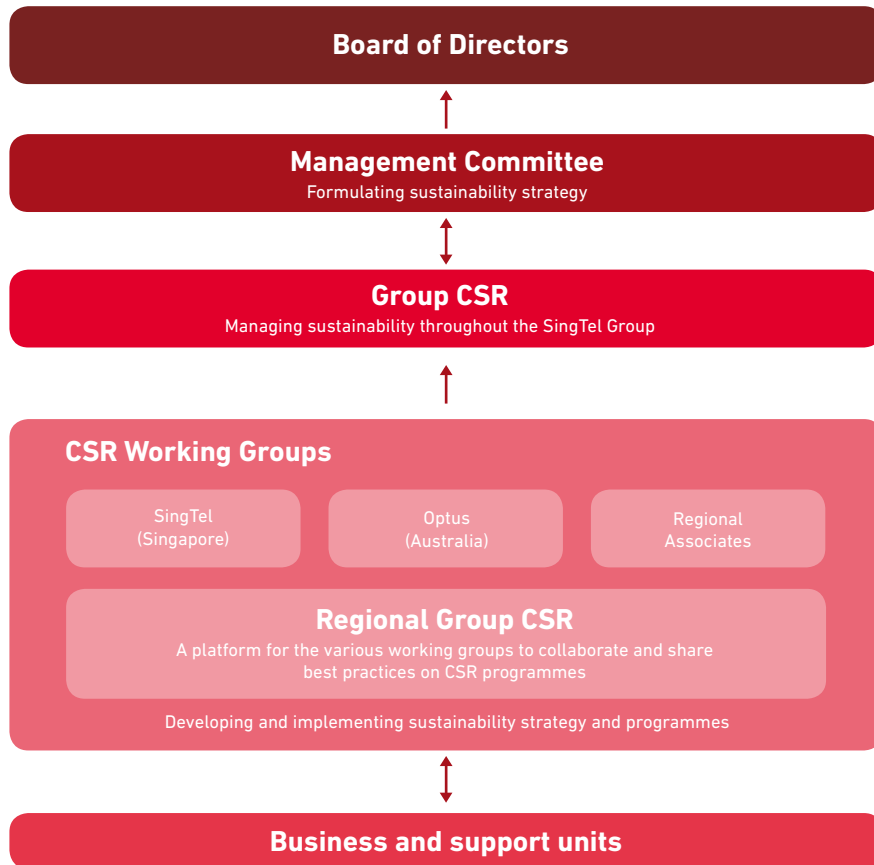 Board of Directors
Management Committee
Formulating sustainability strategy
Group CSR
Managing sustainability throughout the SingTel Group
CSR Working Groups
SingTel
(Singapore)
Optus
(Australia)
Regional
Associates
Regional Group CSR
A platform for the various working groups to collaborate and share
best practices on CSR programmes
Developing and implementing sustainability strategy and programmes
Business and support units